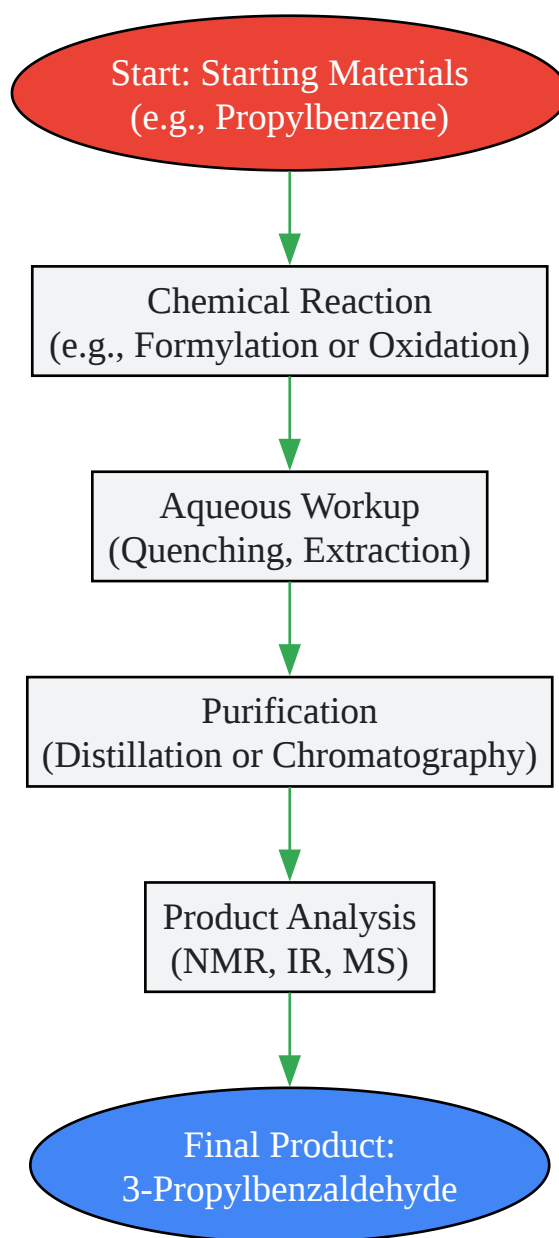 Start: Starting Materials
(e.g., Propylbenzene)
Chemical Reaction
(e.g., Formylation or Oxidation)
Aqueous Workup
(Quenching, Extraction)
Purification
(Distillation or Chromatography)
Product Analysis
(NMR, IR, MS)
Final Product:
3-Propylbenzaldehyde